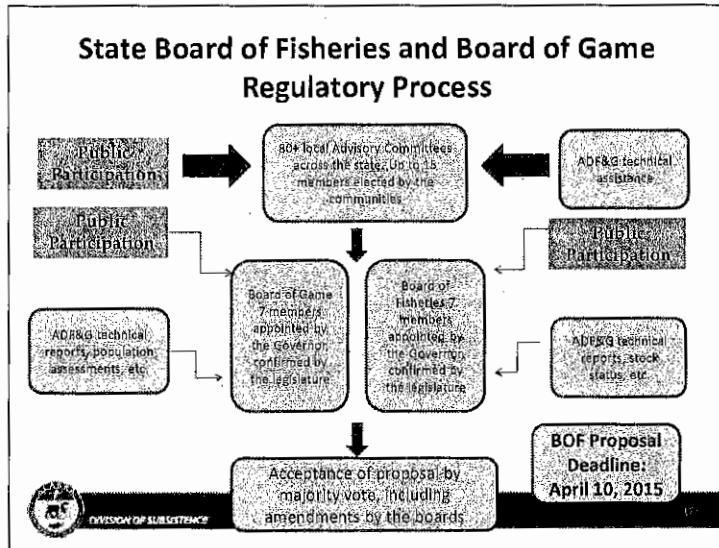 State Board of Fisheries and Board of Game
Regulatory Process
Public
Participation
80+ local Advisory Committees
across the state, Up to 15
members elected by the
communities
ADF&G technical
assistance
Public
Participation
Public
Participation
Board of Game
7 members
appointed by
the Governor,
confirmed by
the legislature
Board of
Fisheries 7
members
appointed by
the Governor,
confirmed by
the legislature
ADF&G technical
reports, population
assessments, etc.
ADF&G technical
reports, stock
status, etc.
Acceptance of proposal by
majority vote, including
amendments by the boards
BOF Proposal
Deadline:
April 10, 2015
DIVISION OF SUBSISTENCE